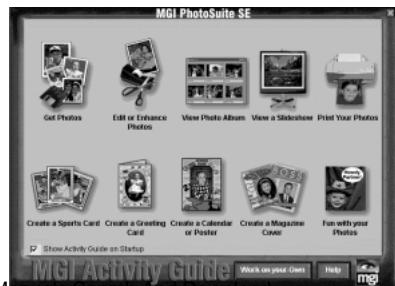 MGI PhotoSuite SE
Get Photos
Edit or Enhance
Photos
View Photo Album
View a Slideshow
Print Your Photos
Create a Sports Card
Create a Greeting
Card
Create a Calendar
or Poster
Create a Magazine
Cover
Fun with your
Photos
Show Activity Guide on Startup
MGI Activity Guide
Work on your Own
Help
mgi